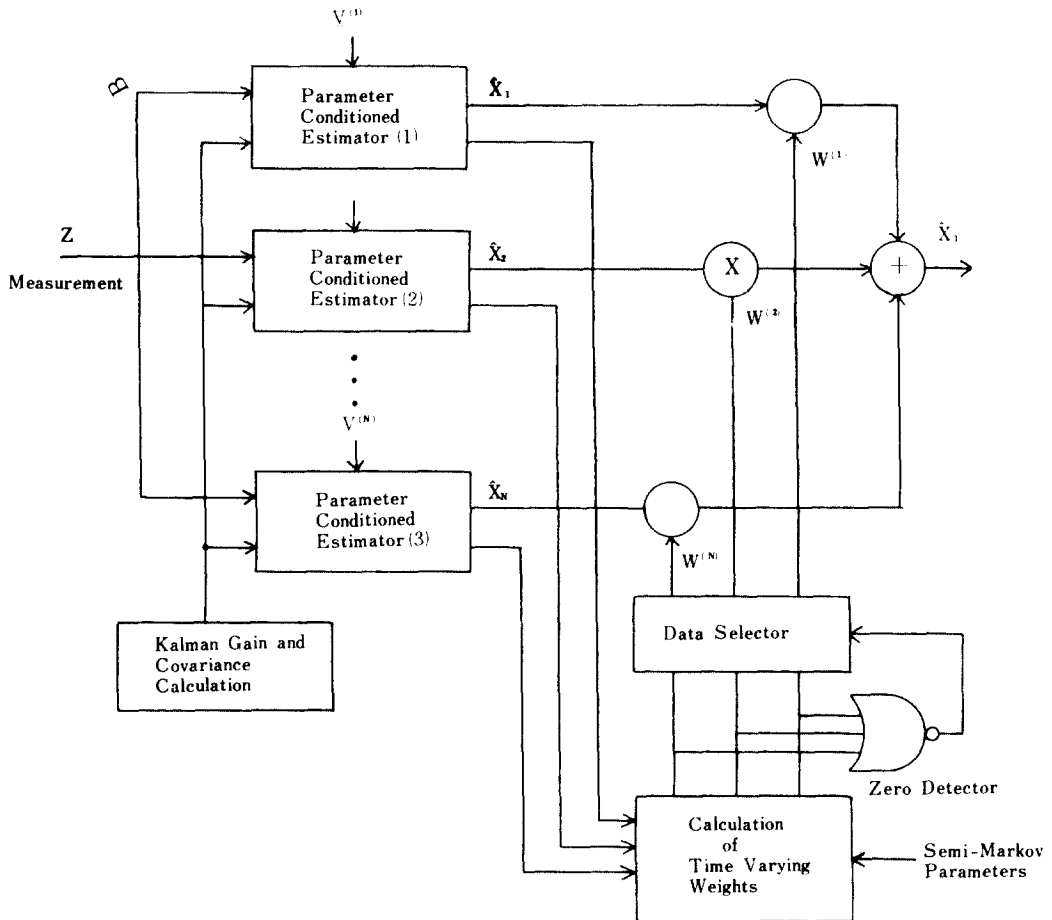 V⁽¹⁾
B
Parameter
Conditioned
Estimator (1)
X̂₁
W⁽¹⁾
Z
Measurement
Parameter
Conditioned
Estimator (2)
X̂₂
X
W⁽²⁾
+
X̂₁
V⁽ᴺ⁾
Parameter
Conditioned
Estimator (3)
X̂ɴ
W⁽ᴺ⁾
Kalman Gain and
Covariance
Calculation
Data Selector
Zero Detector
Calculation
of
Time Varying
Weights
Semi-Markov
Parameters